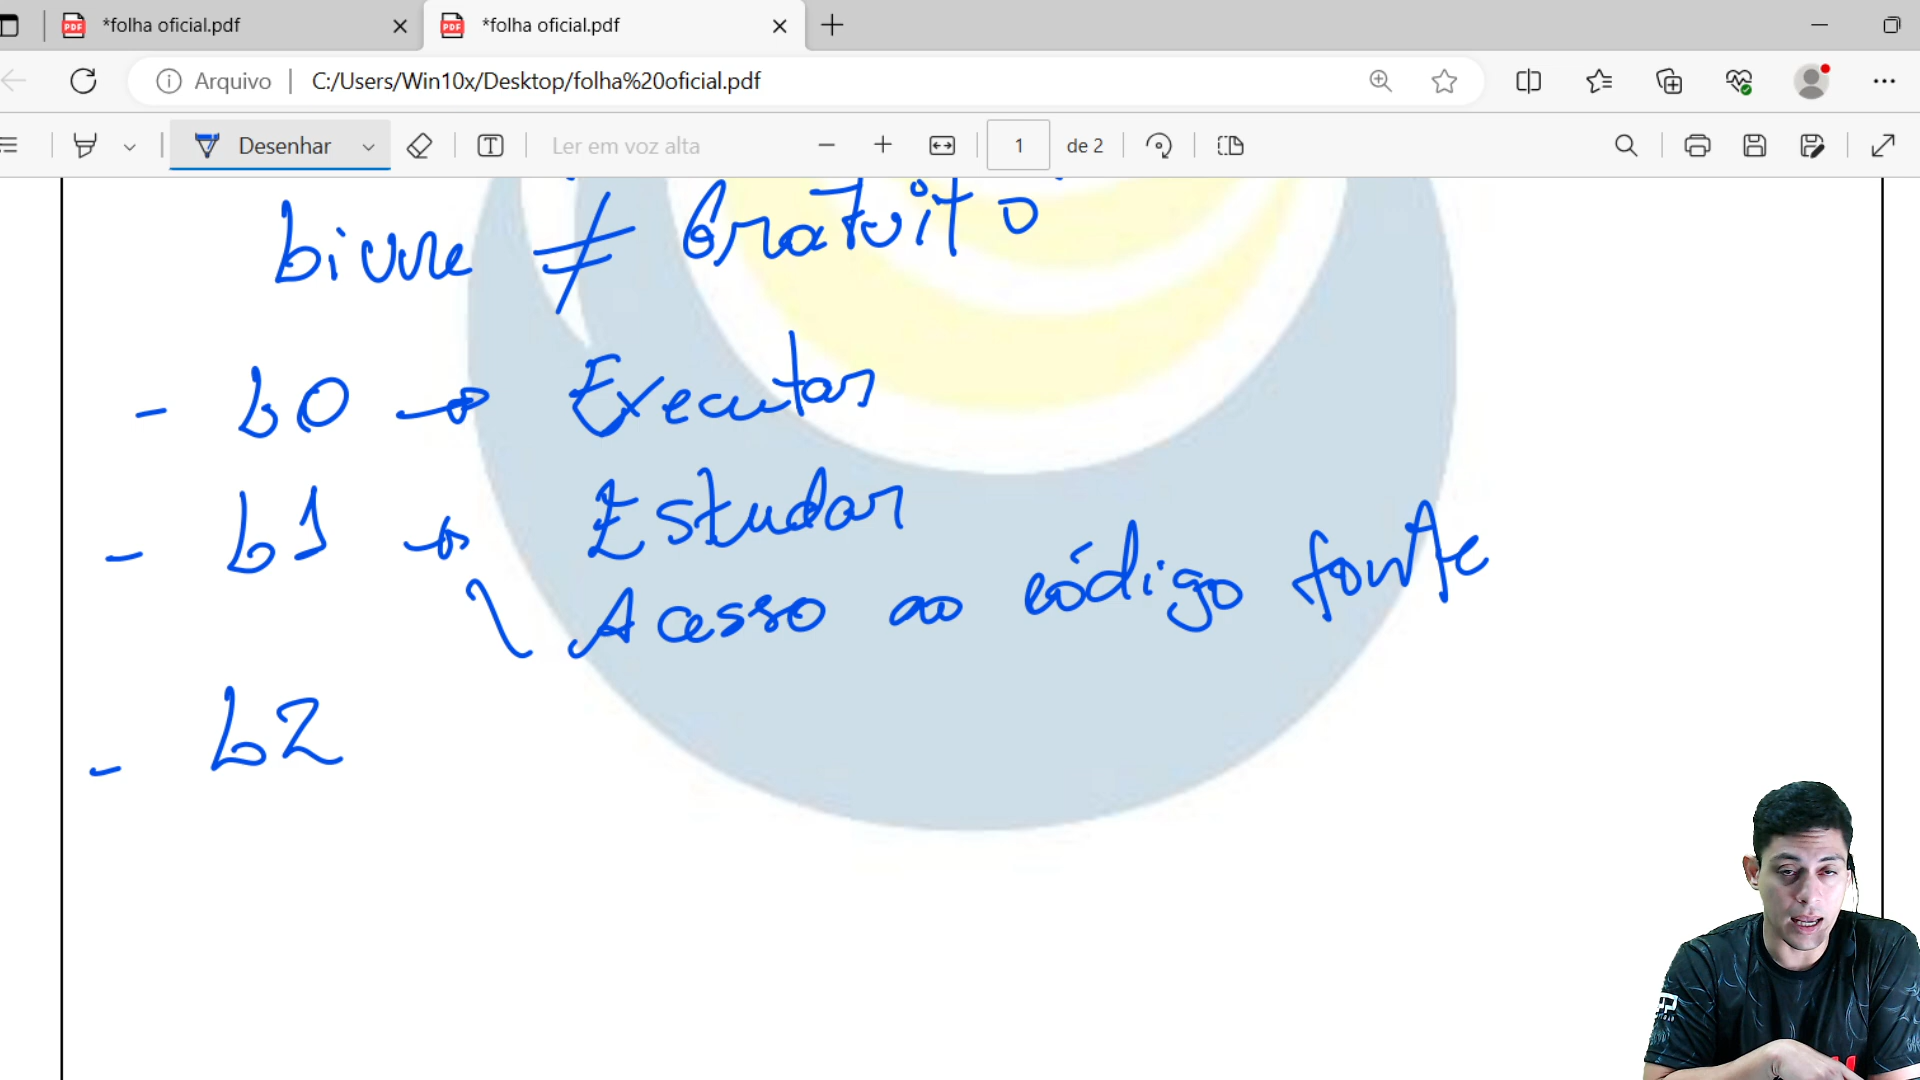 *folha oficial.pdf
*folha oficial.pdf
Arquivo
C:/Users/Win10x/Desktop/folha%20oficial.pdf
Desenhar
Ler em voz alta
1
de 2
Livre ≠ Gratuito
- L0 → Executar
- L1 → Estudar
Acesso ao código fonte
- L2